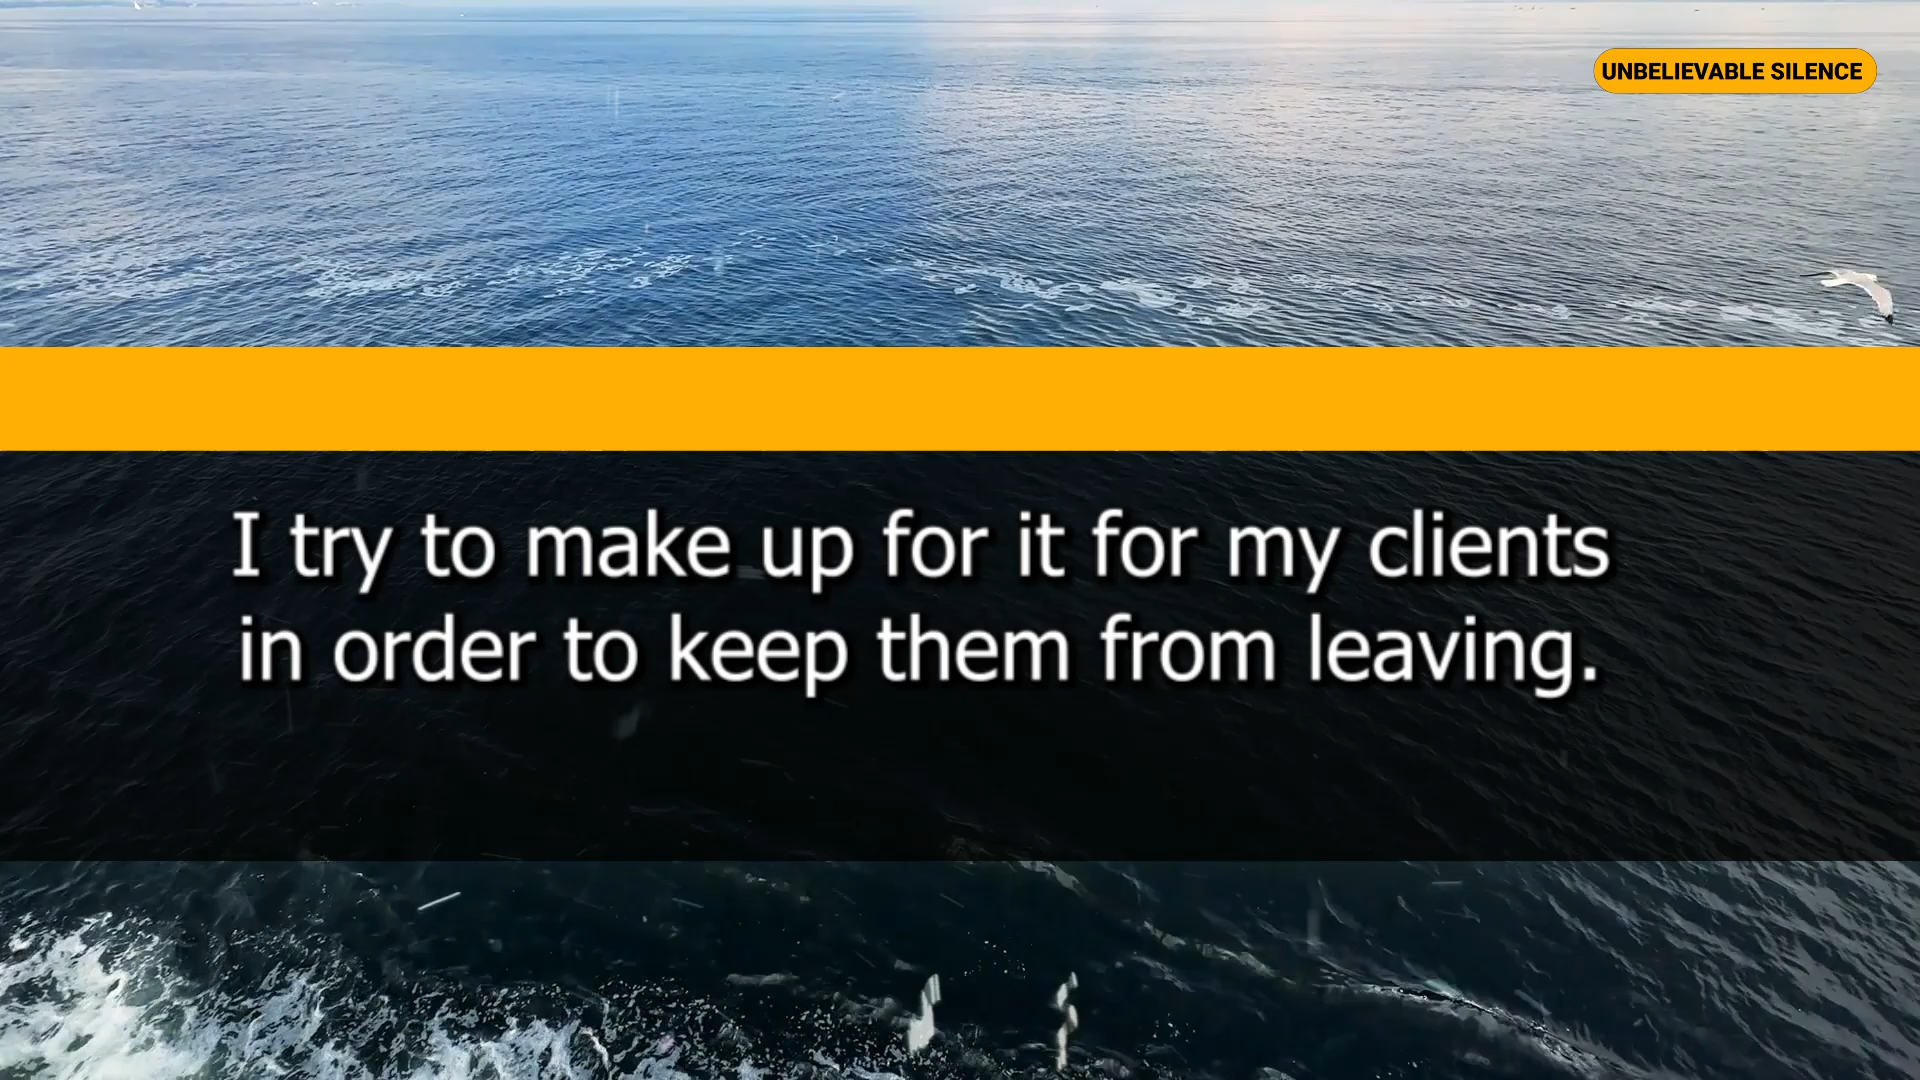 UNBELIEVABLE SILENCE
I try to make up for it for my clients
in order to keep them from leaving.